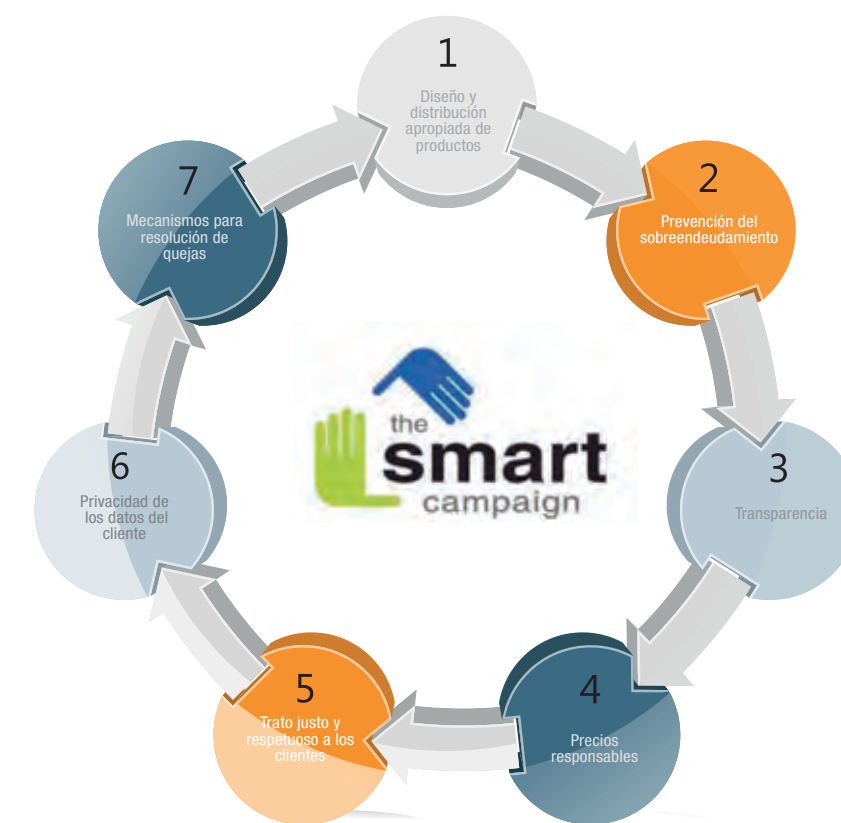 1
Diseño y
distribución
apropiada de
productos
2
Prevención del
sobreendeudamiento
3
Transparencia
4
Precios
responsables
5
Trato justo y
respetuoso a los
clientes
6
Privacidad de
los datos del
cliente
7
Mecanismos para
resolución de
quejas
the
smart
campaign